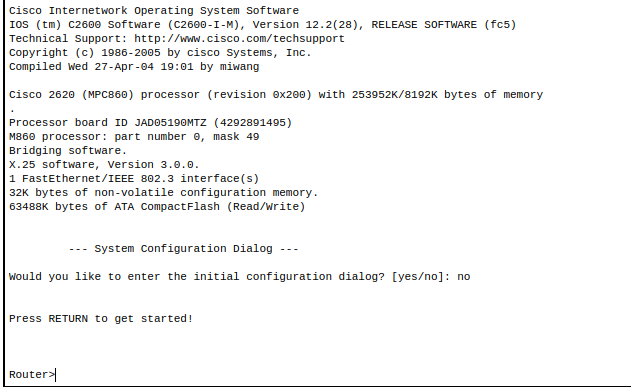 Cisco Internetwork Operating System Software
IOS (tm) C2600 Software (C2600-I-M), Version 12.2(28), RELEASE SOFTWARE (fc5)
Technical Support: http://www.cisco.com/techsupport
Copyright (c) 1986-2005 by cisco Systems, Inc.
Compiled Wed 27-Apr-04 19:01 by miwang
Cisco 2620 (MPC860) processor (revision 0x200) with 253952K/8192K bytes of memory
.
Processor board ID JAD05190MTZ (4292891495)
M860 processor: part number 0, mask 49
Bridging software.
X.25 software, Version 3.0.0.
1 FastEthernet/IEEE 802.3 interface(s)
32K bytes of non-volatile configuration memory.
63488K bytes of ATA CompactFlash (Read/Write)
--- System Configuration Dialog ---
Would you like to enter the initial configuration dialog? [yes/no]: no
Press RETURN to get started!
Router>